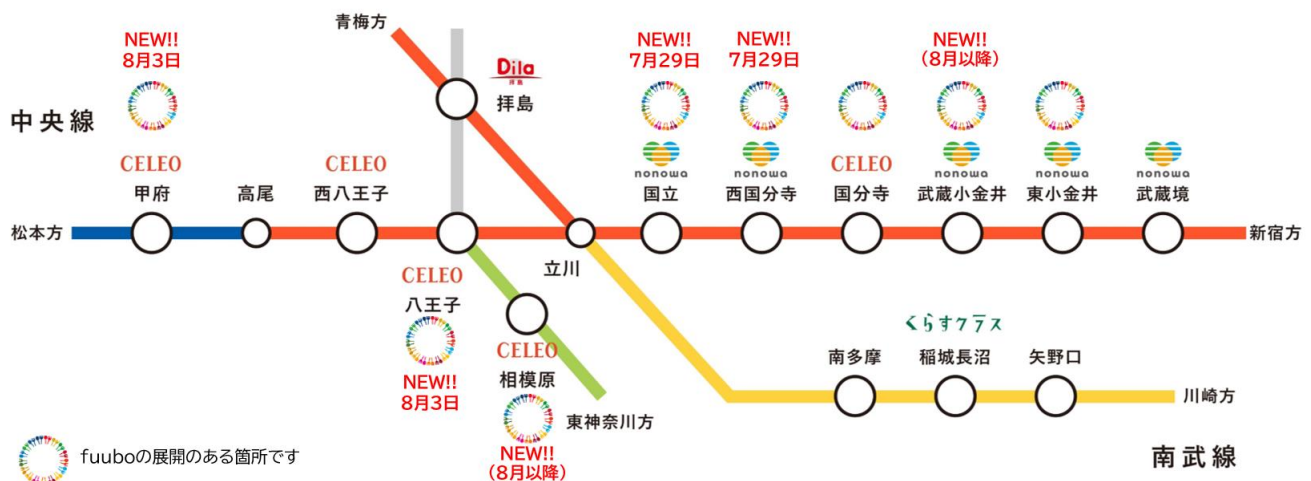 青梅方
NEW!!
8月3日
NEW!!
7月29日
NEW!!
7月29日
NEW!!
(8月以降)
Dila
拝島
拝島
中央線
CELEO
甲府
高尾
CELEO
西八王子
nonowa
国立
nonowa
西国分寺
CELEO
国分寺
nonowa
武蔵小金井
nonowa
東小金井
nonowa
武蔵境
松本方
新宿方
立川
CELEO
八王子
NEW!!
8月3日
CELEO
相模原
NEW!!
(8月以降)
東神奈川方
くらすクラス
南多摩
稲城長沼
矢野口
川崎方
南武線
fuuboの展開のある箇所です